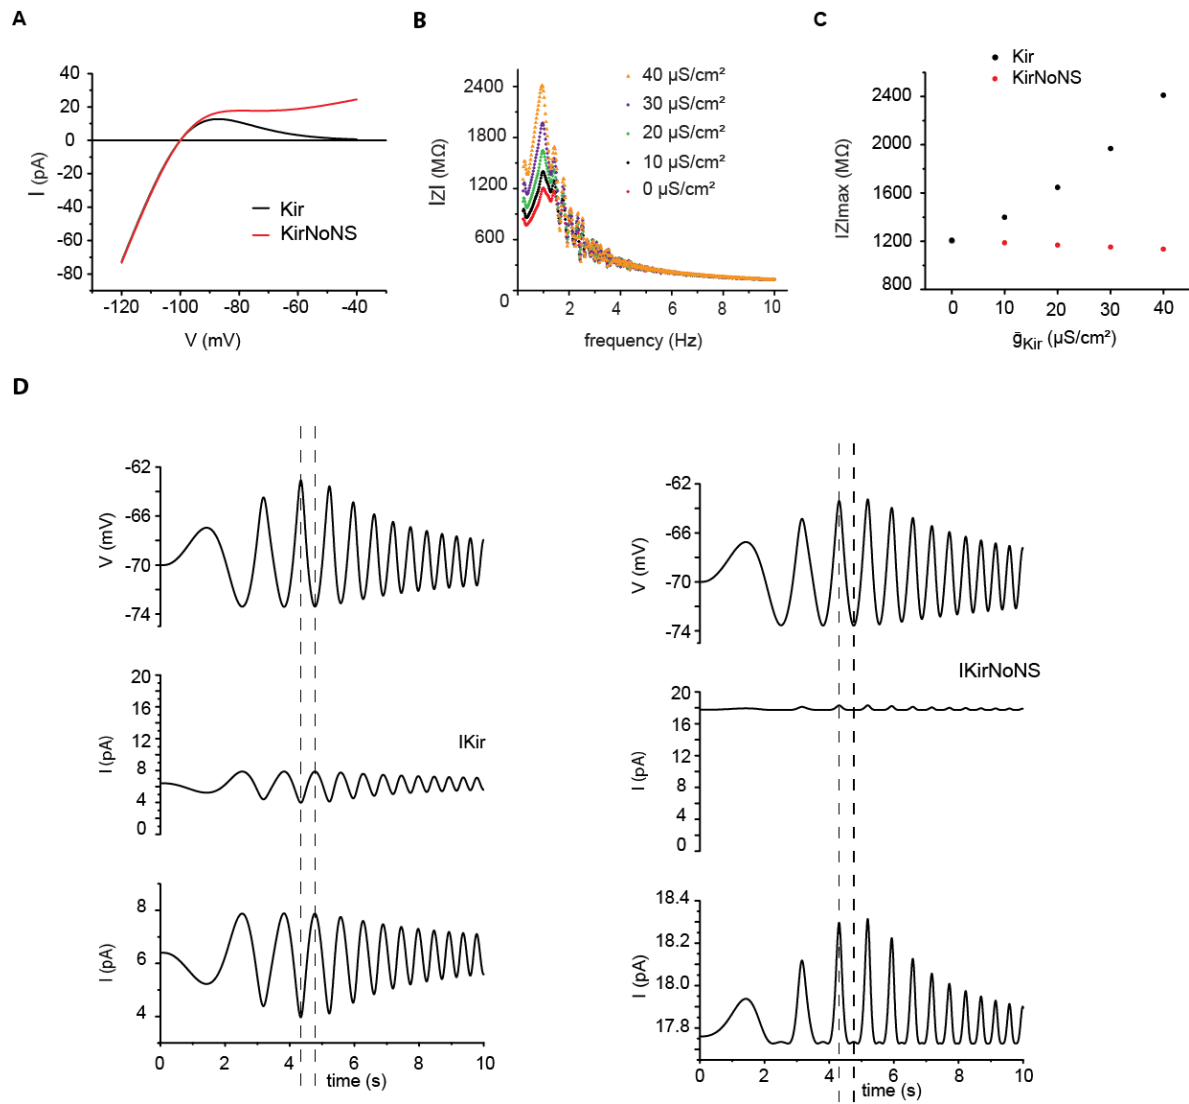 A
I (pA)
40
20
0
-20
-40
-60
-80
Kir
KirNoNS
-120
-100
-80
-60
-40
V (mV)
B
IZI (MΩ)
2400
1800
1200
600
0
40 µS/cm²
30 µS/cm²
20 µS/cm²
10 µS/cm²
0 µS/cm²
2
4
6
8
10
frequency (Hz)
C
Kir
KirNoNS
IZImax (MΩ)
2400
2000
1600
1200
800
0
10
20
30
40
ḡKir (µS/cm²)
D
V (mV)
-62
-66
-70
-74
I (pA)
20
16
12
8
4
0
IKir
I (pA)
8
6
4
0
2
4
6
8
10
time (s)
V (mV)
-62
-66
-70
-74
IKirNoNS
I (pA)
20
16
12
8
4
0
I (pA)
18.4
18.2
18.0
17.8
0
2
4
6
8
10
time (s)